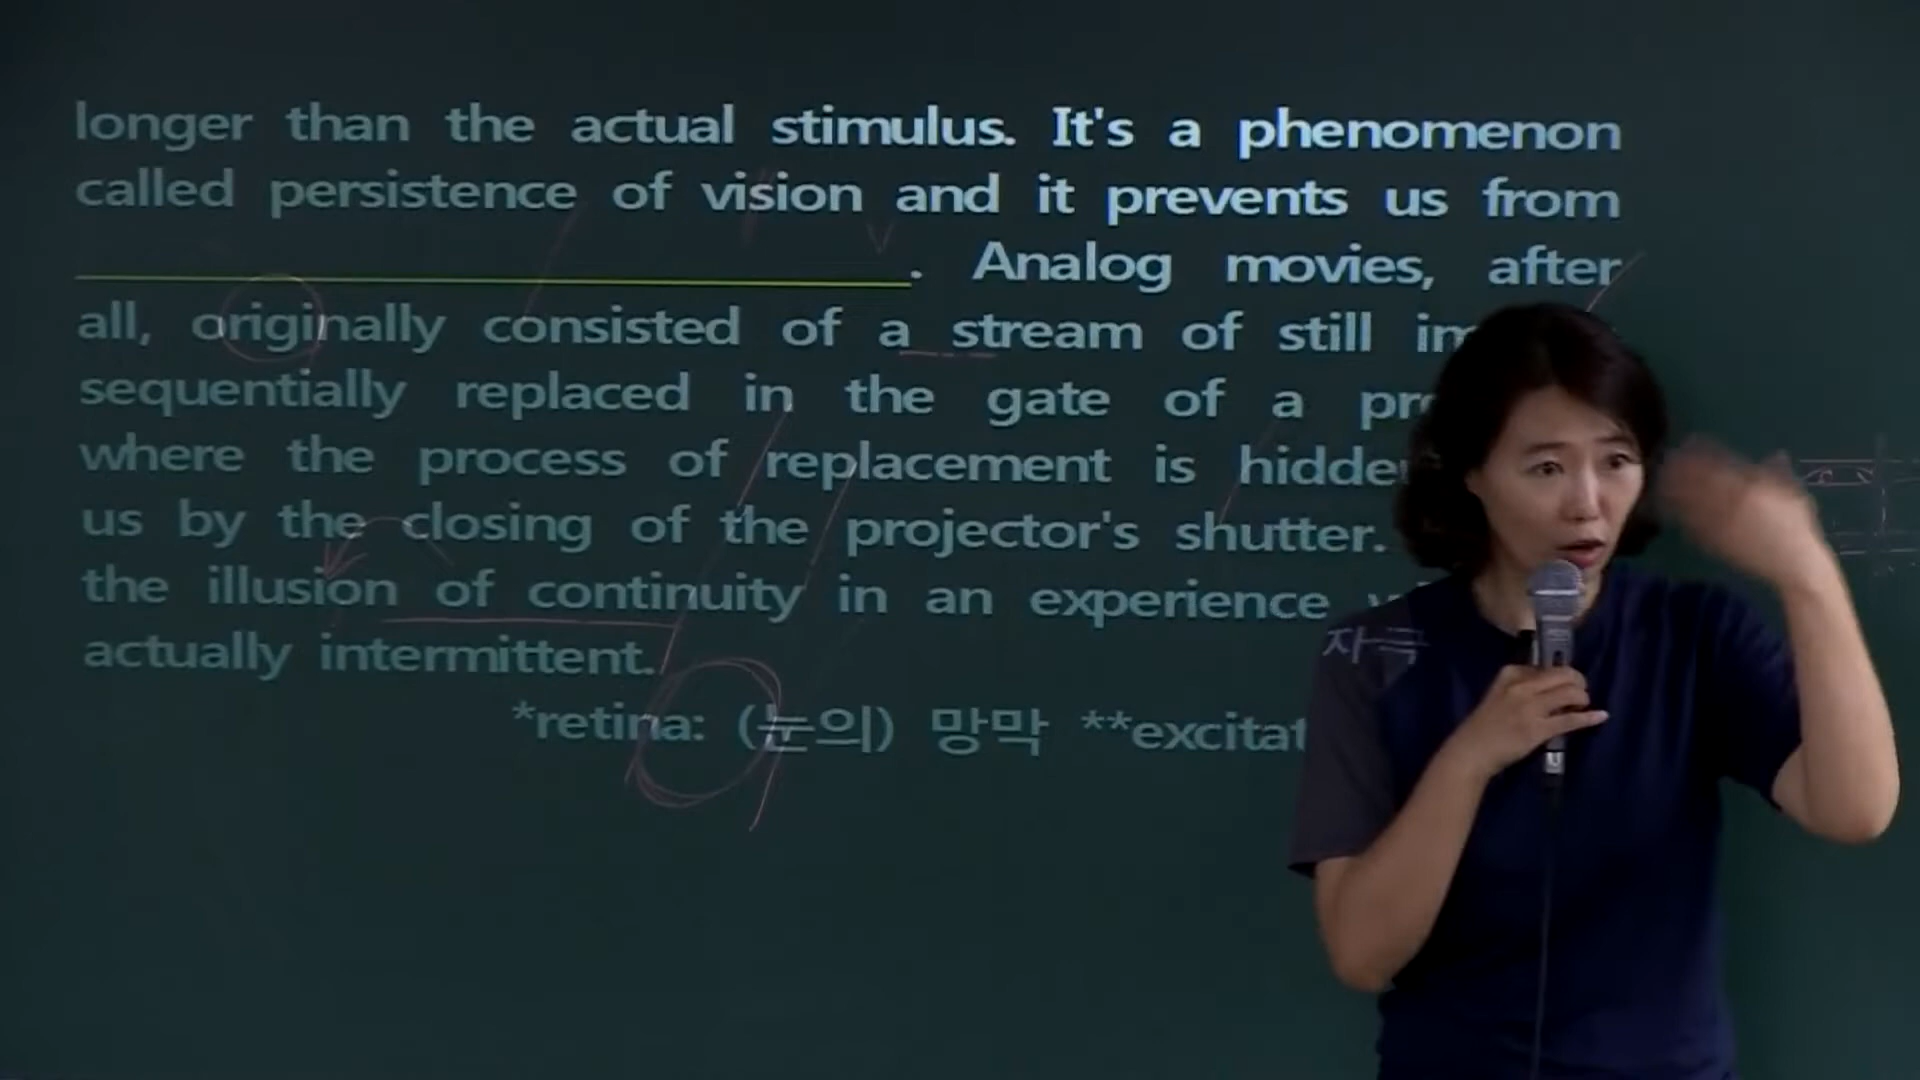 longer than the actual stimulus. It's a phenomenon
called persistence of vision and it prevents us from
. Analog movies, after
all, originally consisted of a stream of still
sequentially replaced in the gate of a
where the process of replacement is
us by the closing of the projector's shutter.
the illusion of continuity in an experience
actually intermittent.
*retina: (눈의) 망막
자극